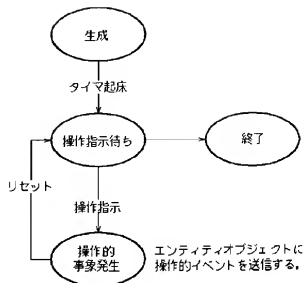 生成
タイマ起床
操作指示待ち
終了
リセット
操作指示
操作的
事象発生
エンティティオブジェクトに
操作的イベントを送信する。